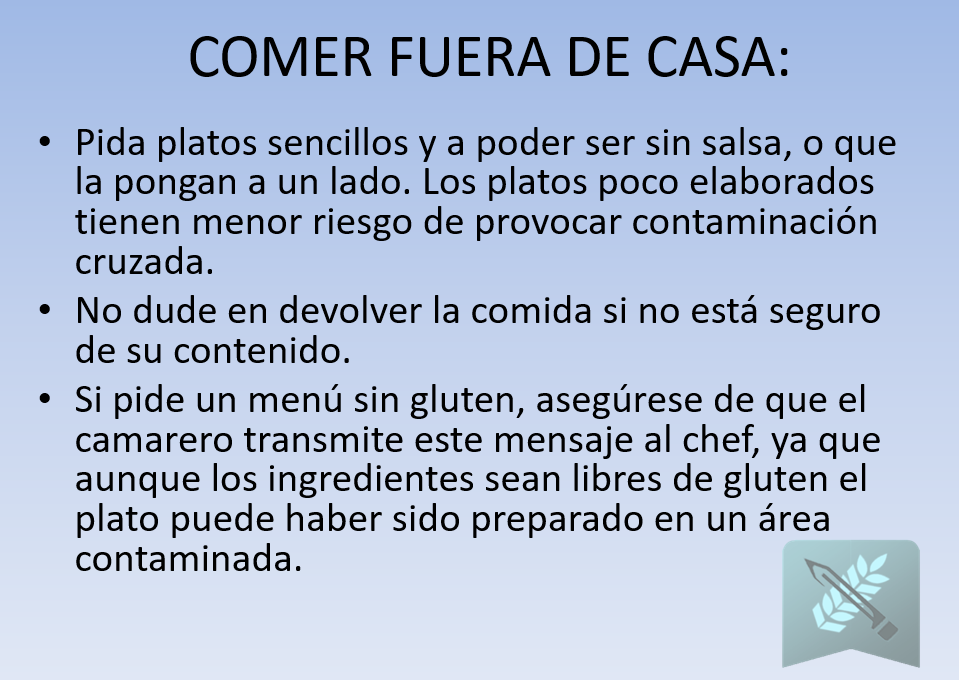 COMER FUERA DE CASA:
• Pida platos sencillos y a poder ser sin salsa, o que
la pongan a un lado. Los platos poco elaborados
tienen menor riesgo de provocar contaminación
cruzada.
• No dude en devolver la comida si no está seguro
de su contenido.
• Si pide un menú sin gluten, asegúrese de que el
camarero transmite este mensaje al chef, ya que
aunque los ingredientes sean libres de gluten el
plato puede haber sido preparado en un área
contaminada.